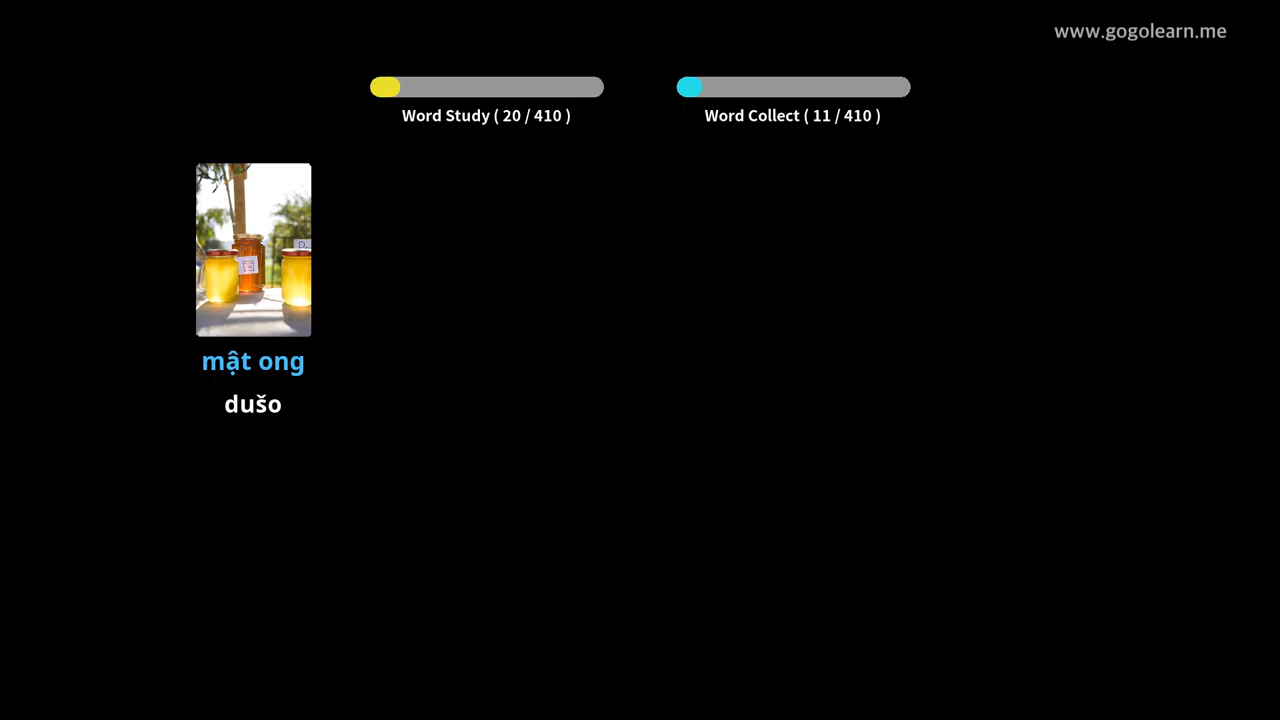 www.gogolearn.me
Word Study ( 20 / 410 )
Word Collect ( 11 / 410 )
mật ong
dušo